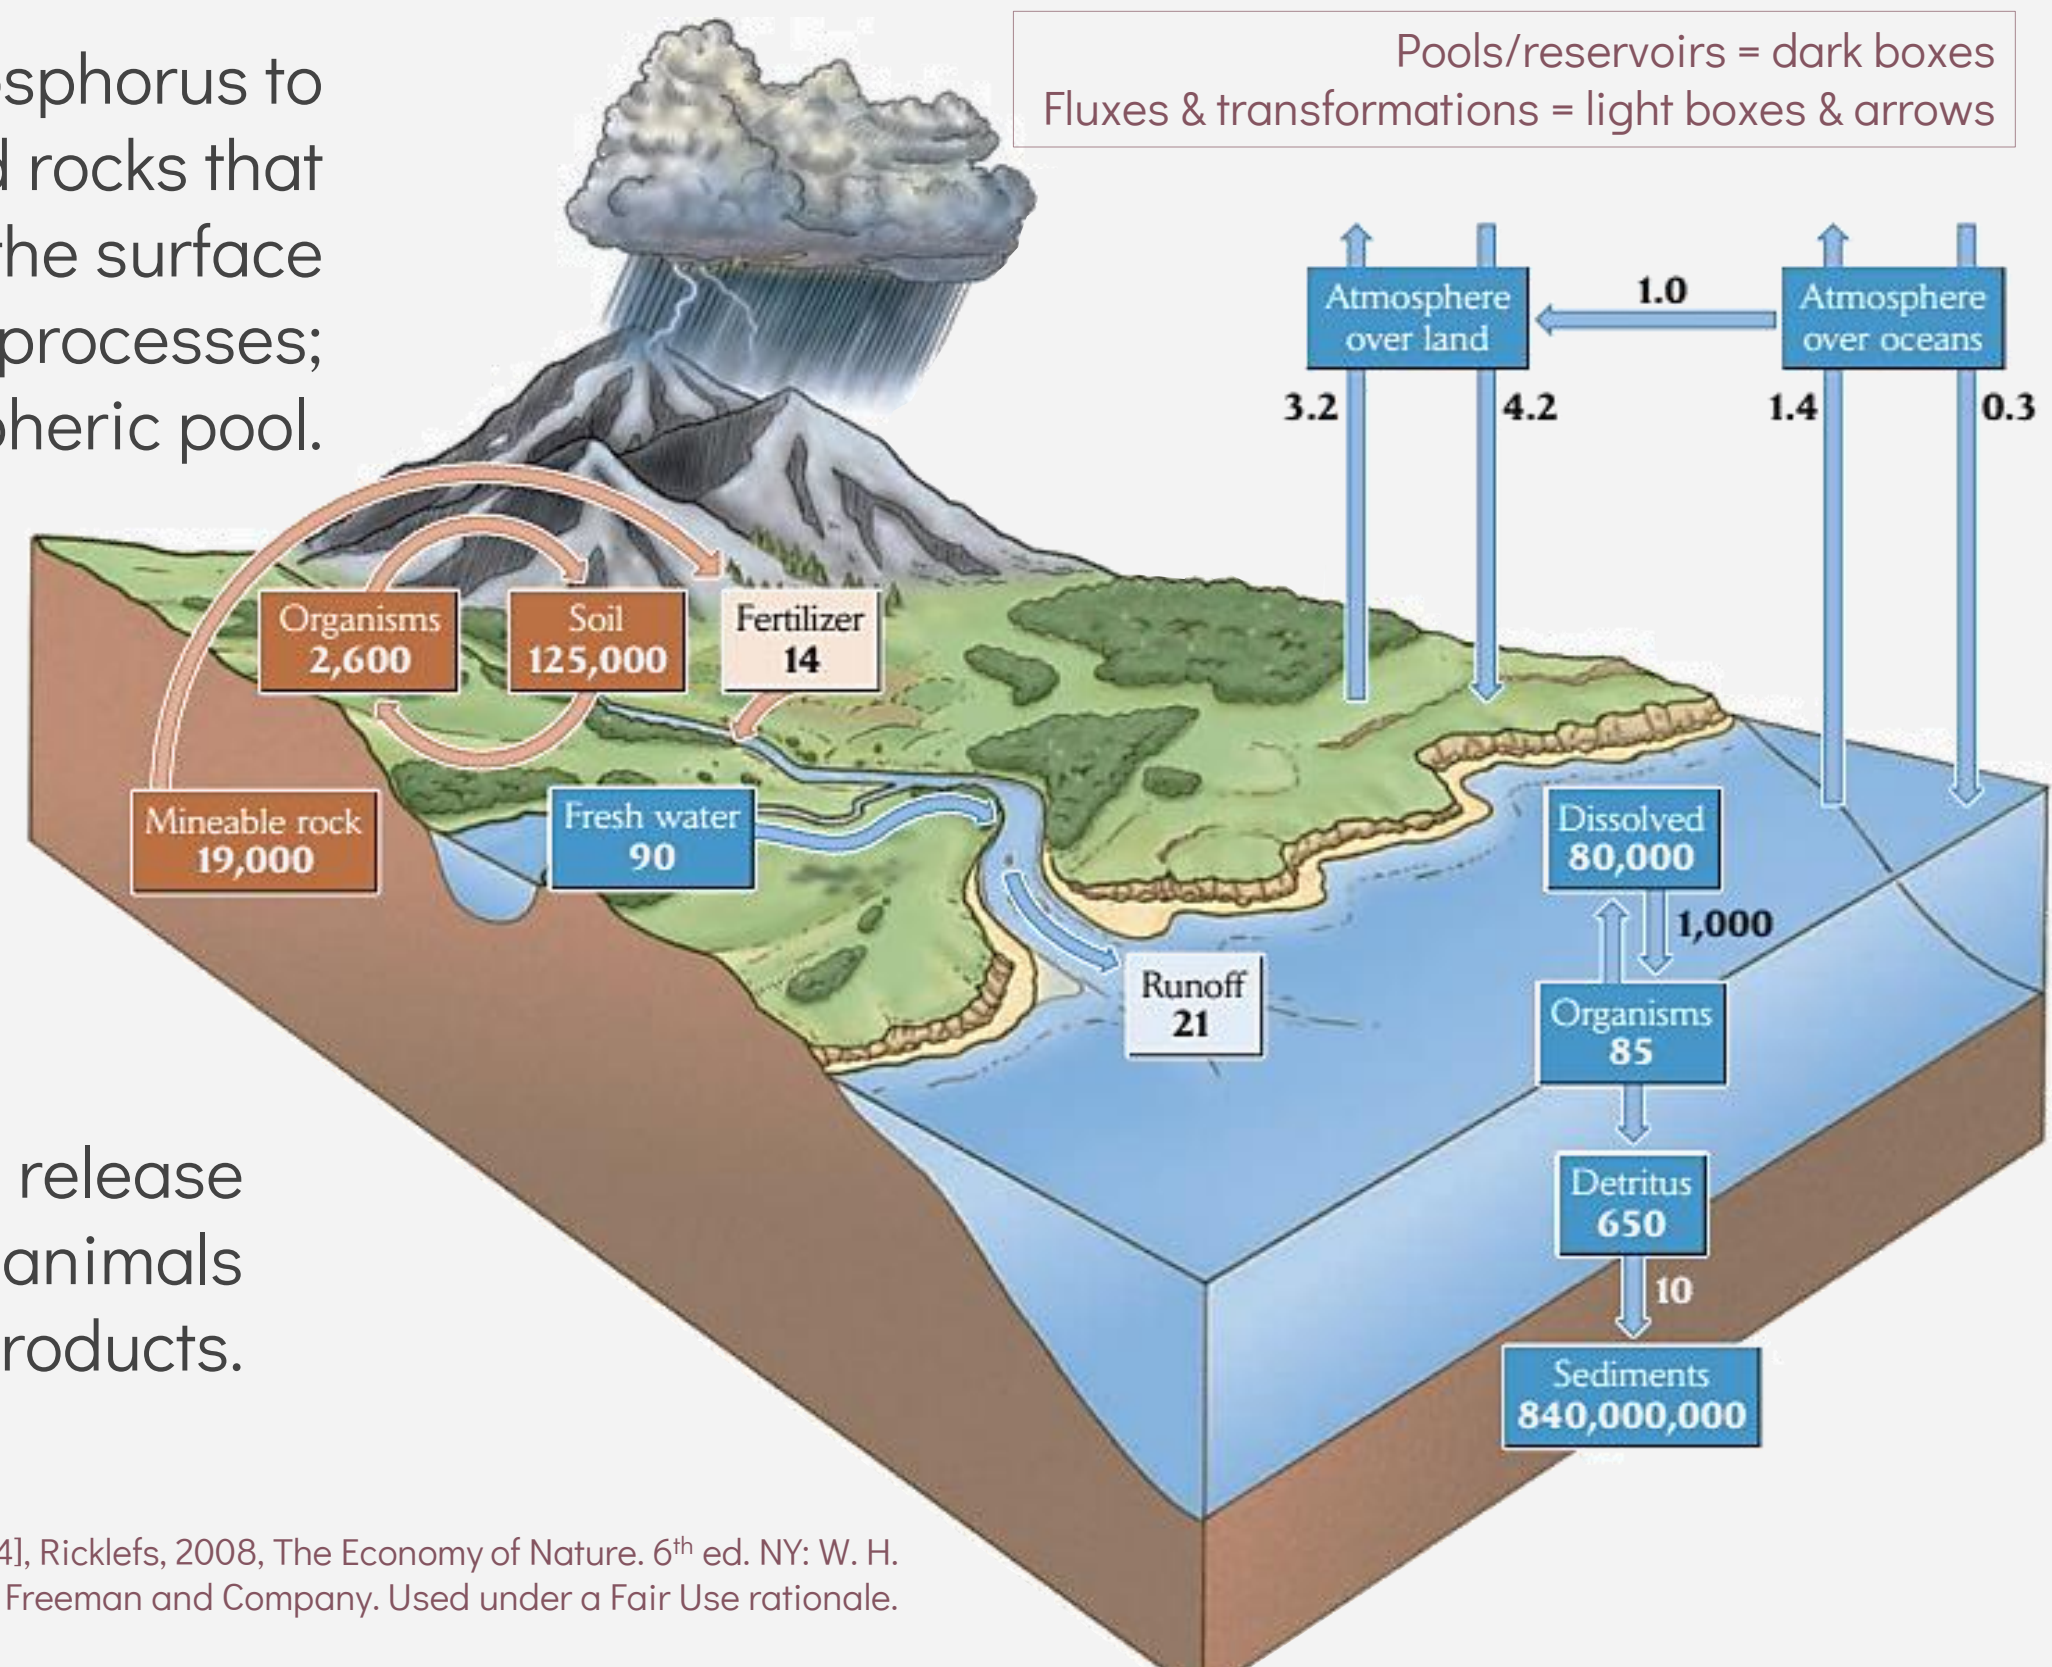 sphorus to
rocks that
the surface
processes;
heric pool.
Pools/reservoirs = dark boxes
Fluxes & transformations = light boxes & arrows
Atmosphere
over land
1.0
Atmosphere
over oceans
3.2
4.2
1.4
0.3
Organisms
2,600
Soil
125,000
Fertilizer
14
Mineable rock
19,000
Fresh water
90
Dissolved
80,000
1,000
Runoff
21
Organisms
85
Detritus
650
10
Sediments
840,000,000
release
animals
roducts.
4], Ricklefs, 2008, The Economy of Nature. 6th ed. NY: W. H.
Freeman and Company. Used under a Fair Use rationale.